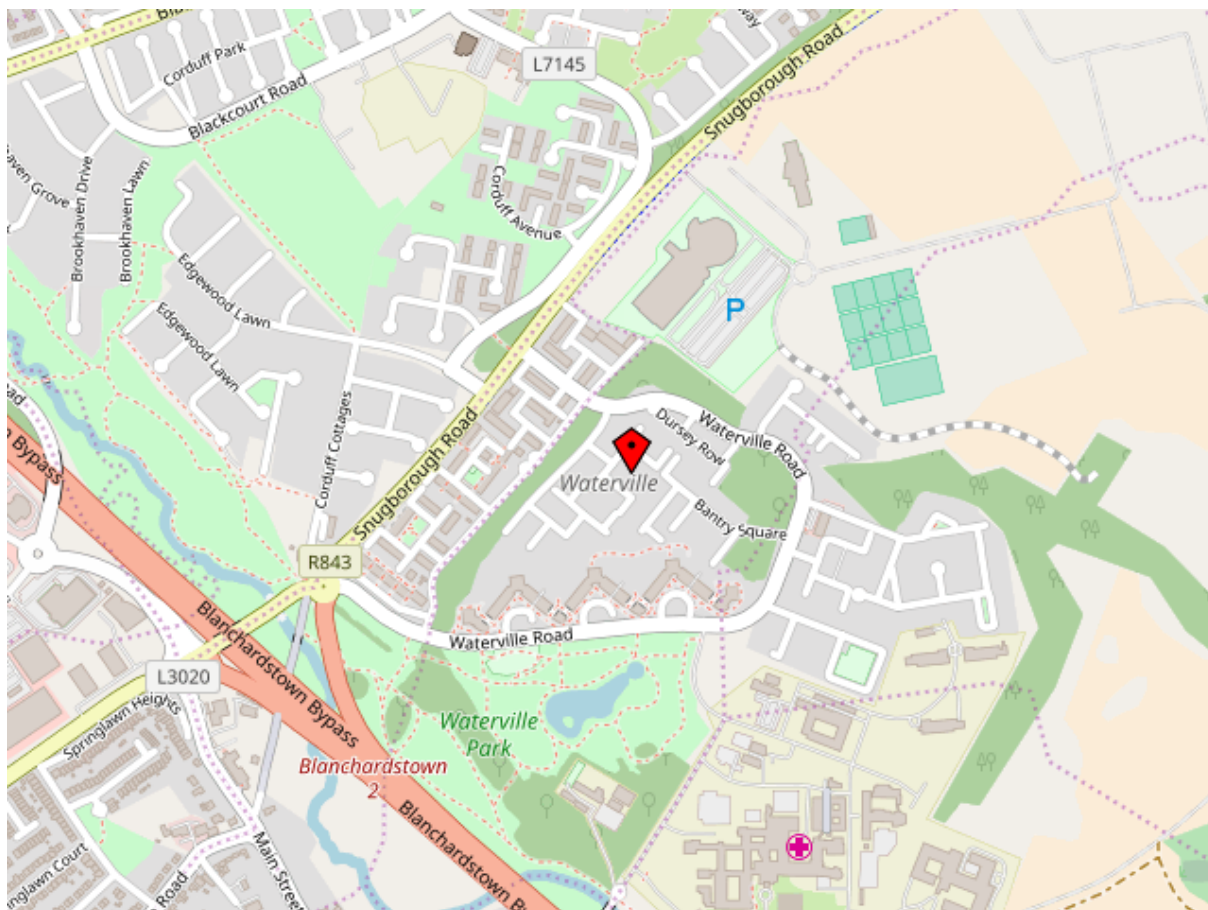 Corduff Park
L7145
Blackcourt Road
Snugborough Road
Brookhaven Drive
Brookhaven Lawn
Corduff Avenue
Edgewood Lawn
Edgewood Lawn
P
Corduff Cottages
Snugborough Road
Dursey Row
Waterville Road
Waterville
Bantry Square
R843
Waterville Road
Blanchardstown Bypass
L3020
Springlawn Heights
Waterville
Park
Blanchardstown
2
Main Street
Road